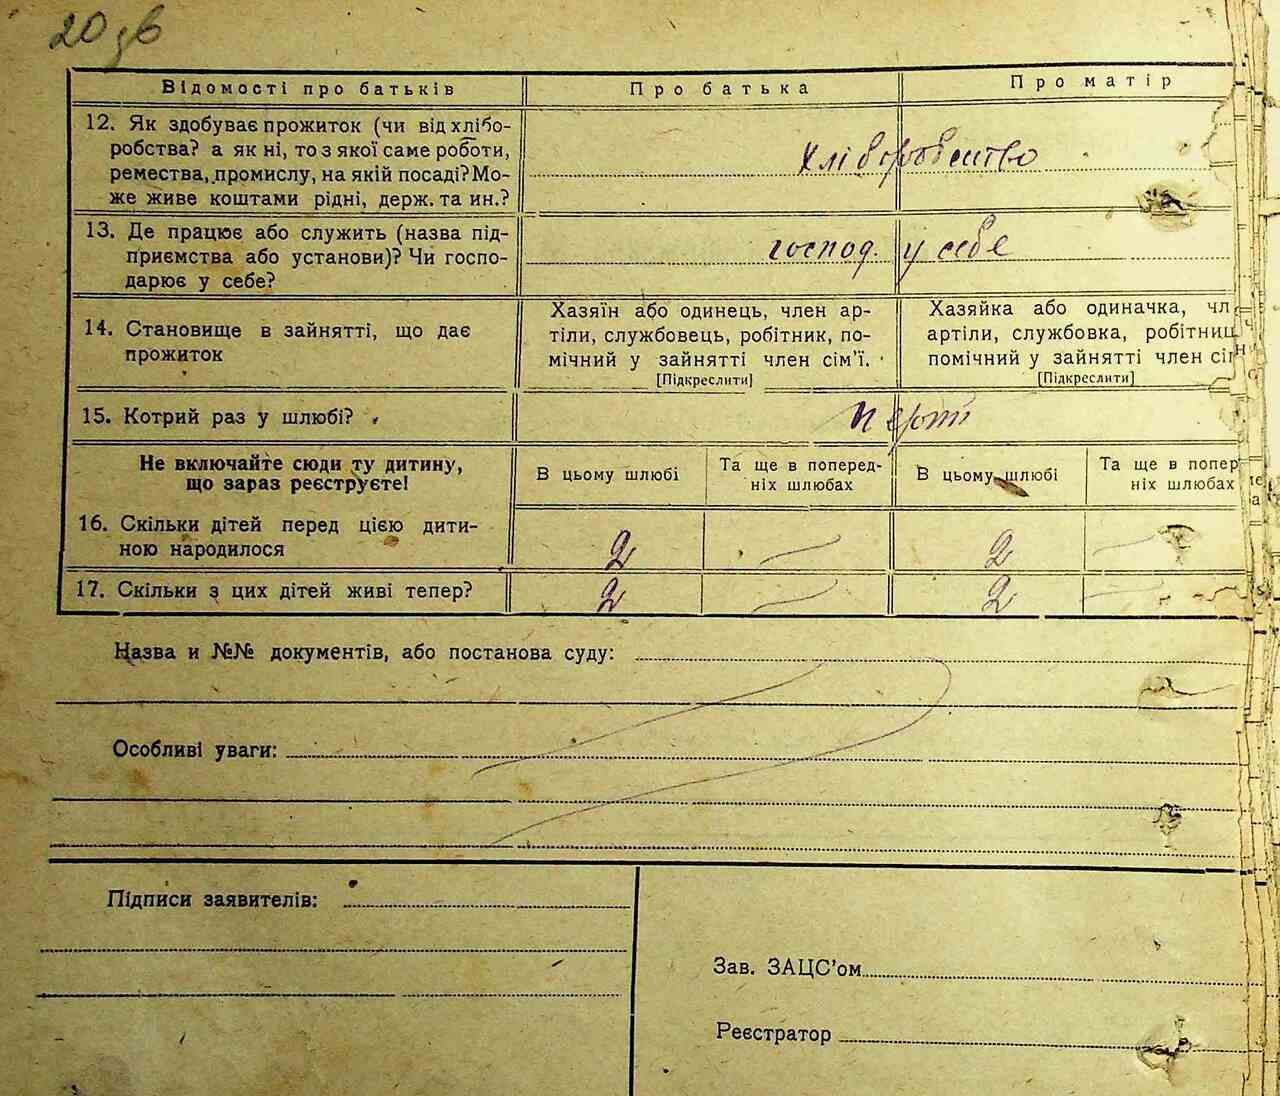 20 зв
Відомості про батьків Про батька Про матір
12. Як здобуває прожиток (чи від хлібо-
робства? а як ні, то з якої саме роботи,
ремества, промислу, на якій посаді? Мо-
же живе коштами рідні, держ. та ин.?
хліборобство
13. Де працює або служить (назва під-
приємства або установи)? Чи госпо-
дарює у себе?
господ. у себе
14. Становище в зайнятті, що дає
прожиток
Хазяїн або одинець, член ар-
тіли, службовець, робітник, по-
мічний у зайнятті член сім'ї.
[Підкреслити]
Хазяйка або одиначка, чл
артіли, службовка, робітниц
помічний у зайнятті член сім
[Підкреслити]
15. Котрий раз у шлюбі?
Не включайте сюди ту дитину,
що зараз реєструєте!
В цьому шлюбі
Та ще в поперед-
ніх шлюбах
В цьому шлюбі
Та ще в попер
ніх шлюбах
16. Скільки дітей перед цією дити-
ною народилося
2 — 2 —
17. Скільки з цих дітей живі тепер? 2 — 2 —
Назва и №№ документів, або постанова суду:
Особливі уваги:
Підписи заявителів:
Зав. ЗАЦС'ом
Реєстратор